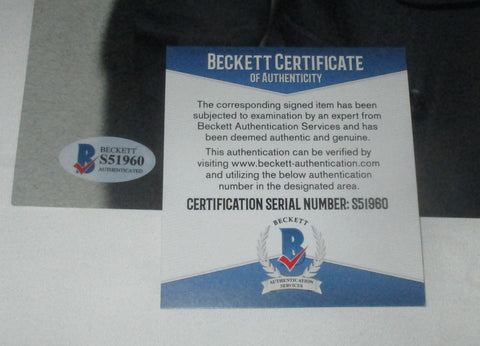 BECKETT CERTIFICATE
OF AUTHENTICITY
The corresponding signed item has been
subjected to examination by an expert from
Beckett Authentication Services and has
been deemed authentic and genuine.
This authentication can be verified by
visiting www.beckett-authentication.com
and utilizing the below authentication
number in the designated area.
CERTIFICATION SERIAL NUMBER: S51960
BECKETT
B
AUTHENTICATION
SERVICES
BECKETT
B S51960
AUTHENTICATED